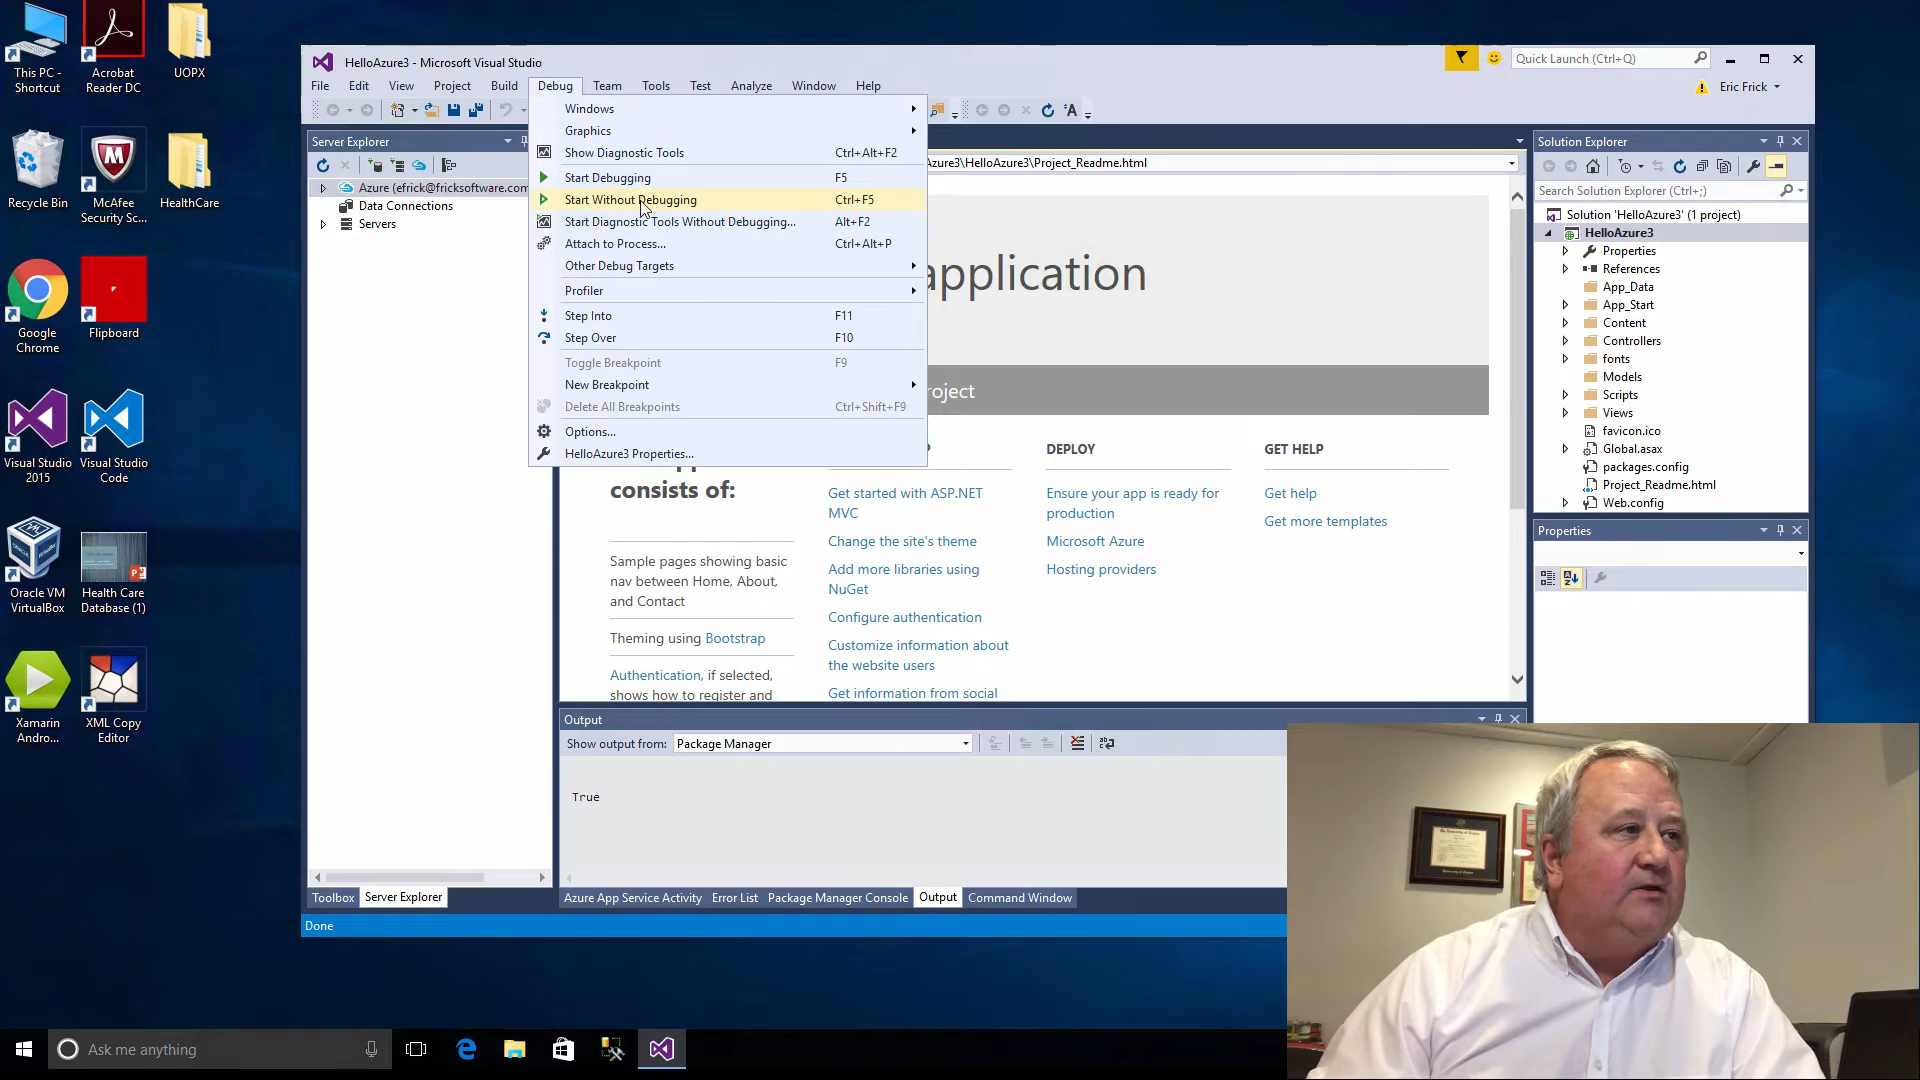 This PC -
Shortcut
Acrobat
Reader DC
UOPX
Recycle Bin
McAfee
Security Sc...
HealthCare
Google
Chrome
Flipboard
Visual Studio
2015
Visual Studio
Code
Oracle VM
VirtualBox
Health Care
Database (1)
Xamarin
Andro...
XML Copy
Editor
HelloAzure3 - Microsoft Visual Studio
Quick Launch (Ctrl+Q)
File Edit View Project Build Debug Team Tools Test Analyze Window Help
Eric Frick
Server Explorer
Azure (efrick@fricksoftware.com
Data Connections
Servers
Windows
Graphics
Show Diagnostic Tools Ctrl+Alt+F2
Start Debugging F5
Start Without Debugging Ctrl+F5
Start Diagnostic Tools Without Debugging... Alt+F2
Attach to Process... Ctrl+Alt+P
Other Debug Targets
Profiler
Step Into F11
Step Over F10
Toggle Breakpoint F9
New Breakpoint
Delete All Breakpoints Ctrl+Shift+F9
Options...
HelloAzure3 Properties...
Azure3\HelloAzure3\Project_Readme.html
application
roject
consists of:
Sample pages showing basic
nav between Home, About,
and Contact
Theming using Bootstrap
Authentication, if selected,
shows how to register and
Get started with ASP.NET
MVC
Change the site's theme
Add more libraries using
NuGet
Configure authentication
Customize information about
the website users
Get information from social
DEPLOY
Ensure your app is ready for
production
Microsoft Azure
Hosting providers
GET HELP
Get help
Get more templates
Solution Explorer
Search Solution Explorer (Ctrl+;)
Solution 'HelloAzure3' (1 project)
HelloAzure3
Properties
References
App_Data
App_Start
Content
Controllers
fonts
Models
Scripts
Views
favicon.ico
Global.asax
packages.config
Project_Readme.html
Web.config
Properties
Output
Show output from: Package Manager
True
Toolbox Server Explorer
Azure App Service Activity Error List Package Manager Console Output Command Window
Done
Ask me anything